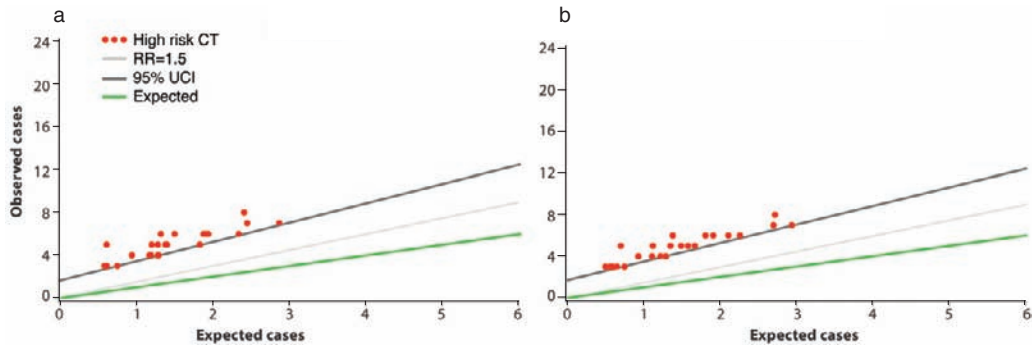 a
High risk CT
RR=1.5
95% UCI
Expected
24
20
16
12
8
4
0
Observed cases
0 1 2 3 4 5 6
Expected cases
b
24
20
16
12
8
4
0
0 1 2 3 4 5 6
Expected cases